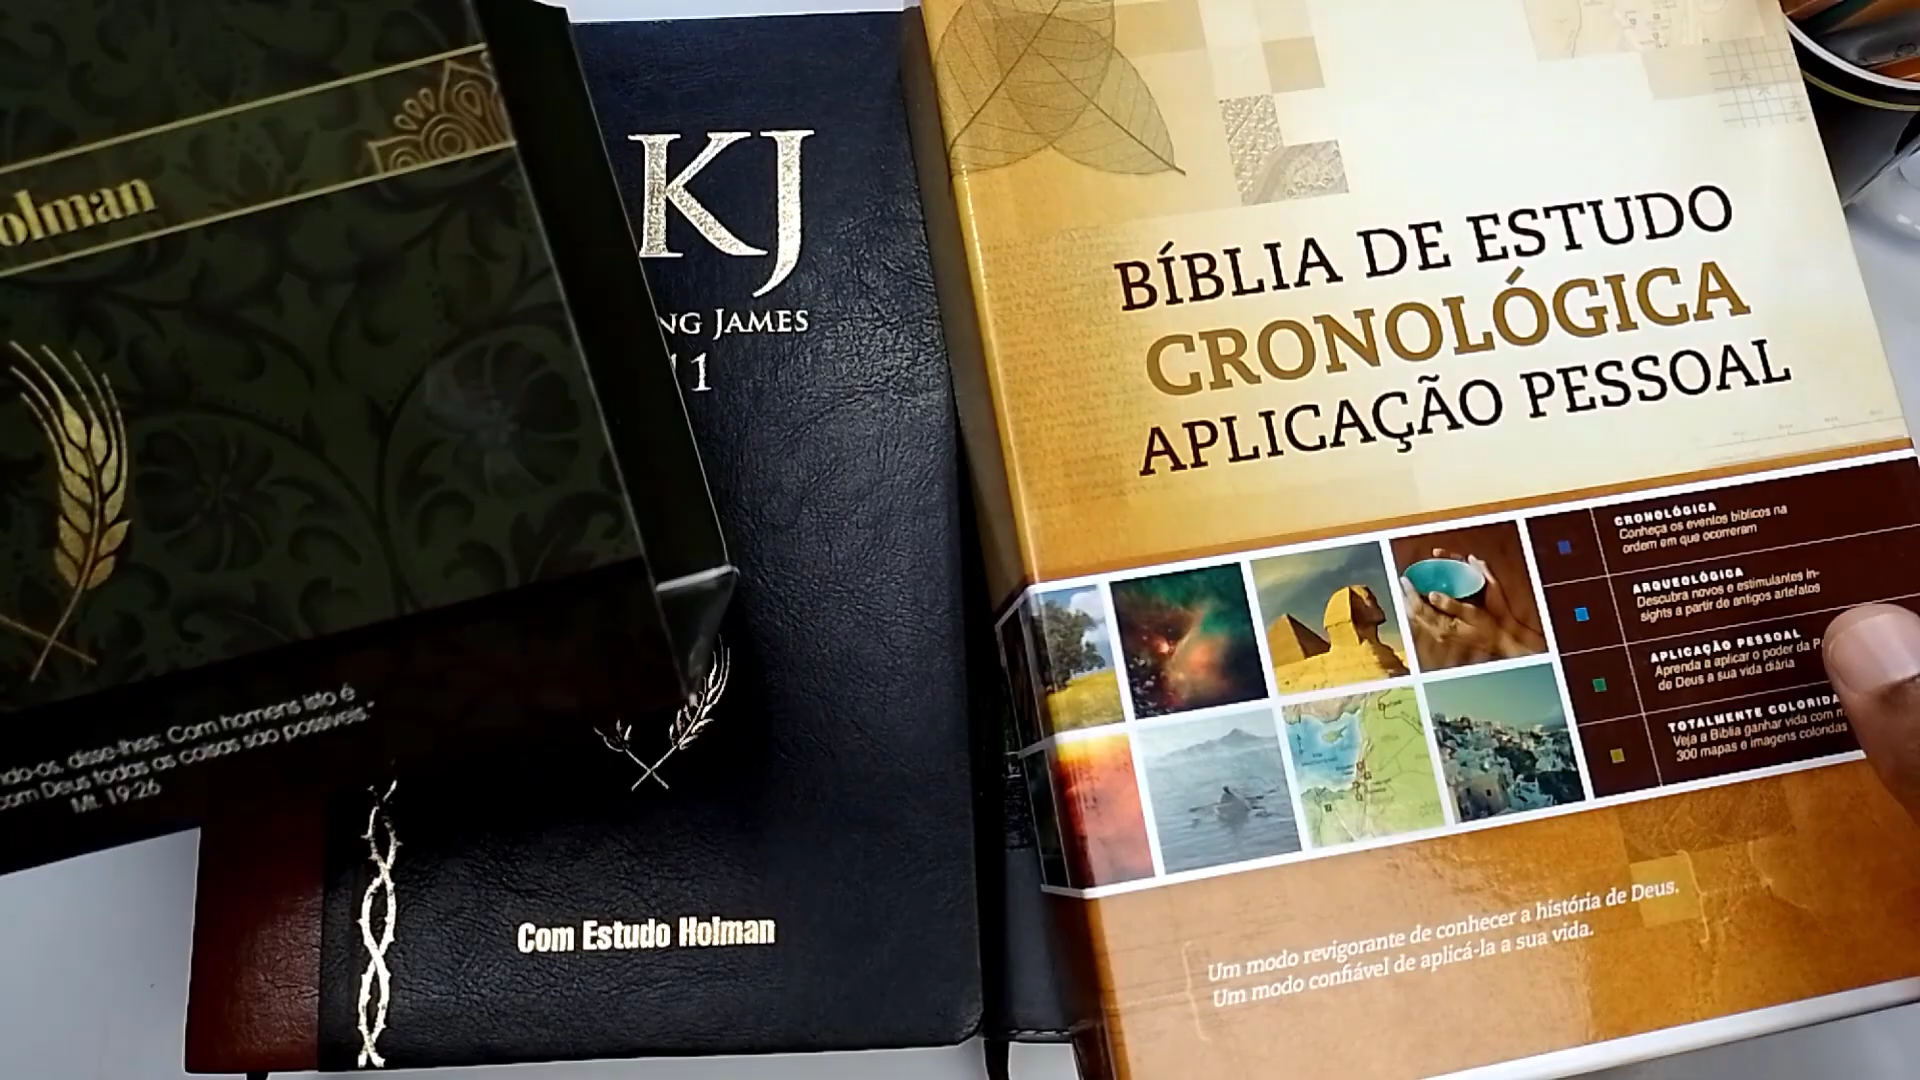 ndo-os, disse-lhes: Com homens isto é
com Deus todas as coisas são possíveis."
Mt. 19:26
KJ
JAMES
Com Estudo Holman
BÍBLIA DE ESTUDO
CRONOLÓGICA
APLICAÇÃO PESSOAL
CRONOLÓGICA
Conheça os eventos bíblicos na
ordem em que ocorreram
ARQUEOLÓGICA
Descubra novos e estimulantes in-
sights a partir de antigos artefatos
APLICAÇÃO PESSOAL
Aprenda a aplicar o poder da
de Deus a sua vida diária
TOTALMENTE COLORIDA
Veja a Bíblia ganhar vida com
300 mapas e imagens coloridas
Um modo revigorante de conhecer a história de Deus.
Um modo confiável de aplicá-la a sua vida.